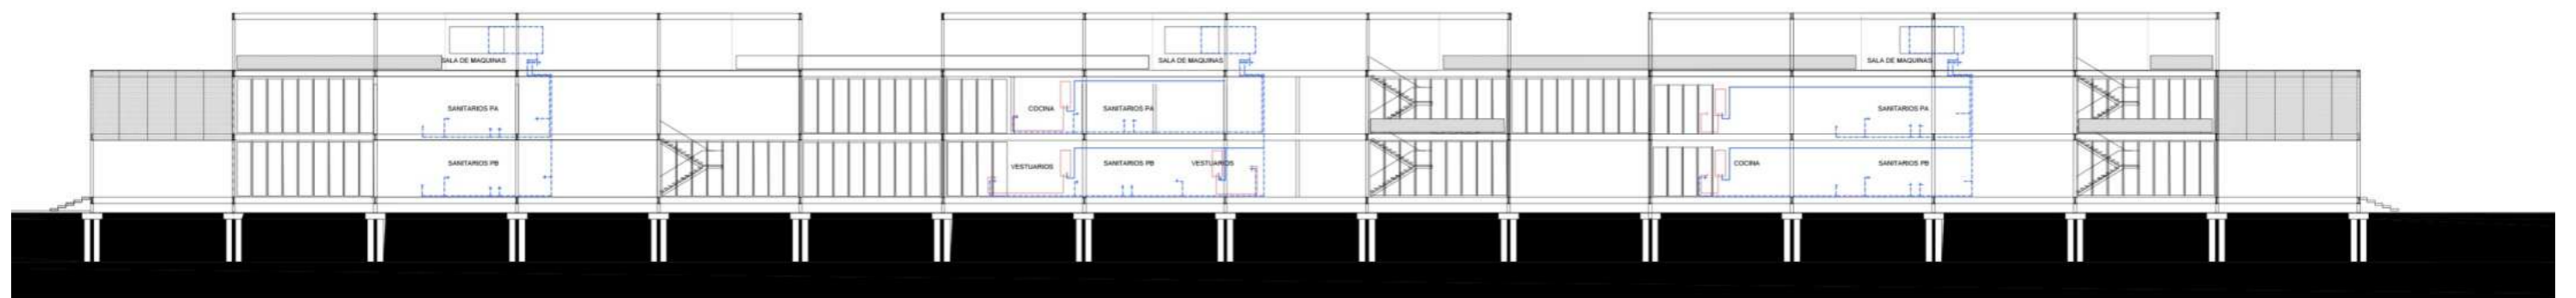 SALA DE MAQUINAS
SALA DE MAQUINAS
SALA DE MAQUINAS
SANITARIOS PA
COCINA
SANITARIOS PA
SANITARIOS PA
SANITARIOS PB
VESTUARIOS
SANITARIOS PB
VESTUARIOS
COCINA
SANITARIOS PB